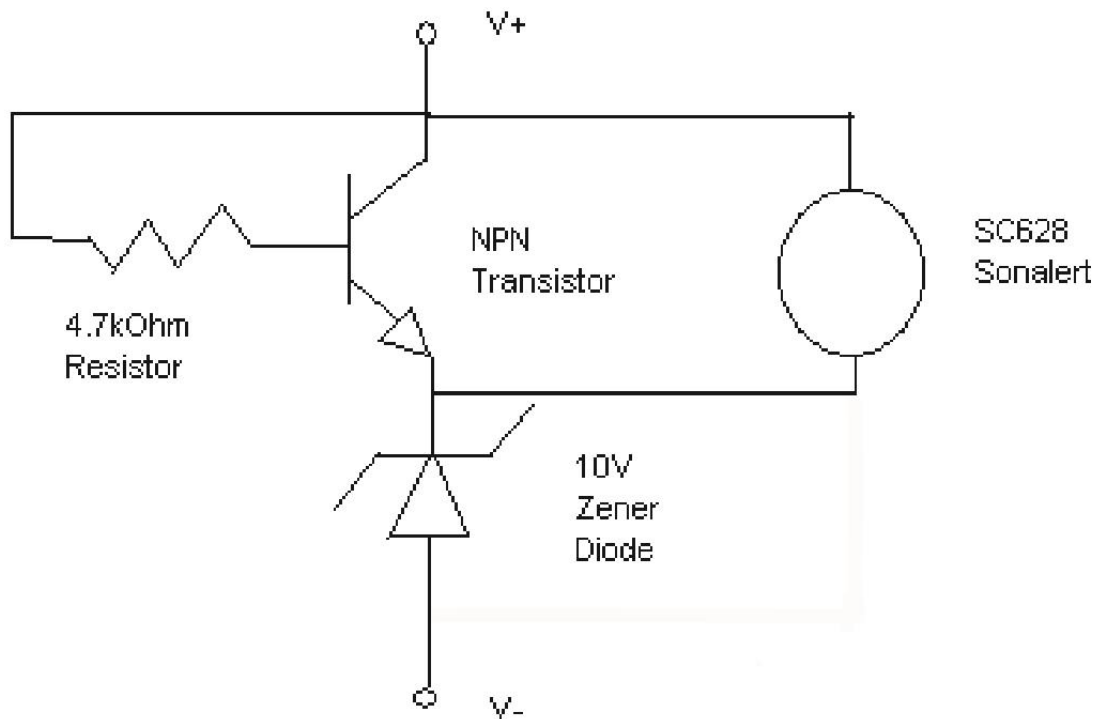 V+
NPN
Transistor
SC628
Sonalert
4.7kOhm
Resistor
10V
Zener
Diode
V-